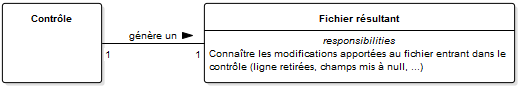 Contrôle
génère un
1
1
Fichier résultant
responsibilities
Connaître les modifications apportées au fichier entrant dans le
contrôle (ligne retirées, champs mis à null, ...)